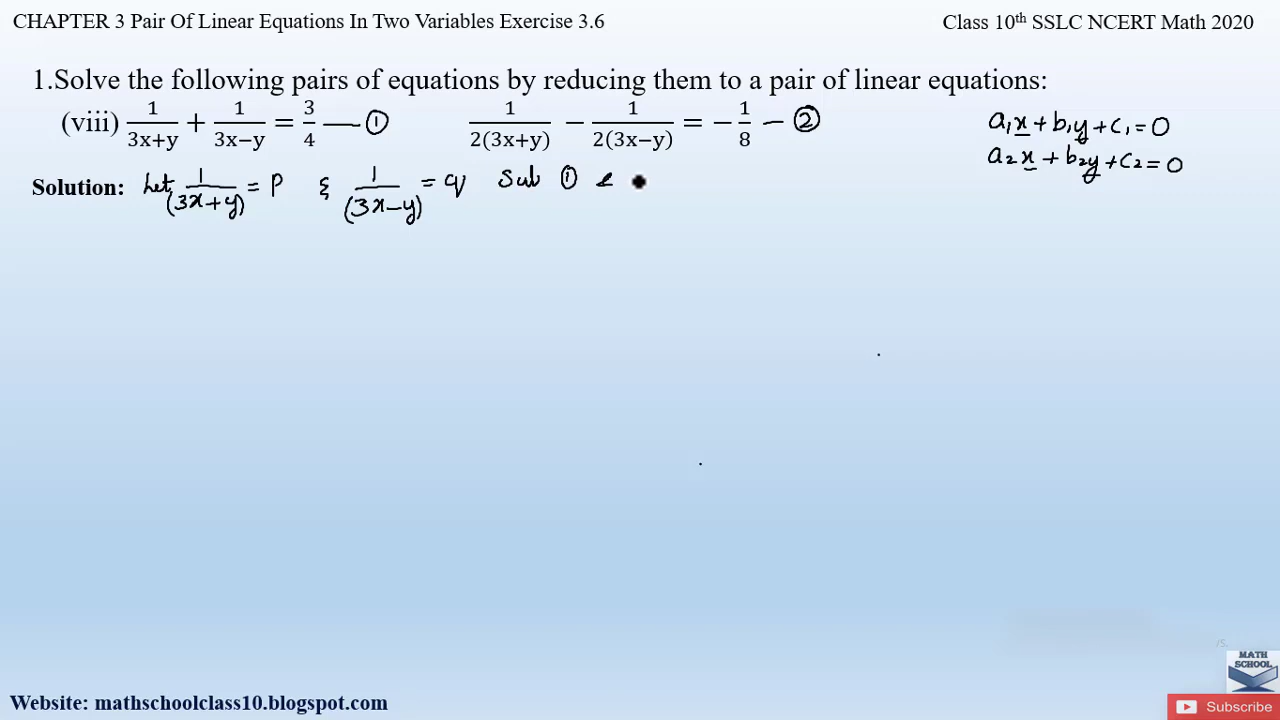 CHAPTER 3 Pair Of Linear Equations In Two Variables Exercise 3.6
Class 10th SSLC NCERT Math 2020
1.Solve the following pairs of equations by reducing them to a pair of linear equations:
(viii) 1/(3x+y) + 1/(3x−y) = 3/4 — ① 1/(2(3x+y)) − 1/(2(3x−y)) = −1/8 — ②
a₁x + b₁y + c₁ = 0
a₂x + b₂y + c₂ = 0
Solution: Let 1/(3x+y) = p & 1/(3x−y) = q Sub ① &
MATH
SCHOOL
Website: mathschoolclass10.blogspot.com
Subscribe